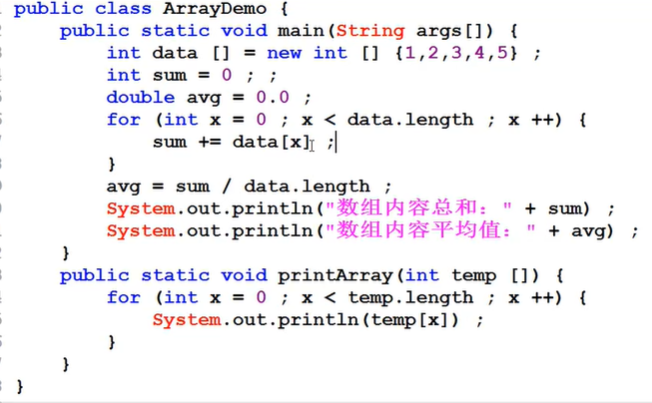 public class ArrayDemo {
    public static void main(String args[]) {
        int data [] = new int [] {1,2,3,4,5} ;
        int sum = 0 ; ;
        double avg = 0.0 ;
        for (int x = 0 ; x < data.length ; x ++) {
            sum += data[x] ;
        }
        avg = sum / data.length ;
        System.out.println("数组内容总和：" + sum) ;
        System.out.println("数组内容平均值：" + avg) ;
    }
    public static void printArray(int temp []) {
        for (int x = 0 ; x < temp.length ; x ++) {
            System.out.println(temp[x]) ;
        }
    }
}